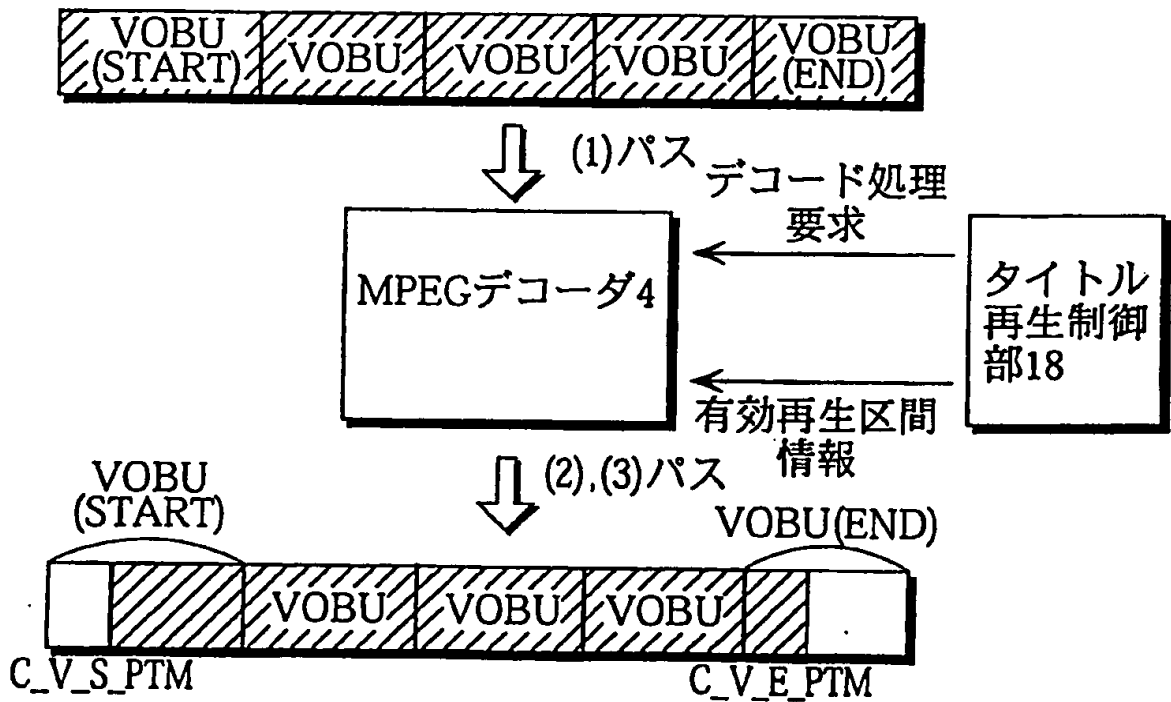 VOBU
(START)
VOBU
VOBU
VOBU
VOBU
(END)
(1)パス
デコード処理
要求
MPEGデコーダ4
タイトル
再生制御
部18
有効再生区間
情報
(2),(3)パス
VOBU
(START)
VOBU(END)
VOBU
VOBU
VOBU
C_V_S_PTM
C_V_E_PTM